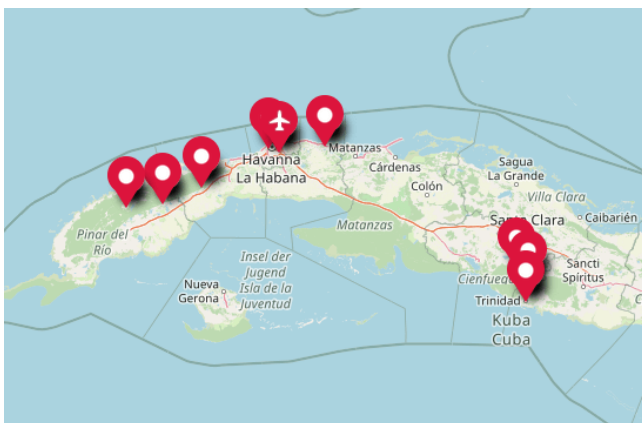 Havanna
La Habana
Matanzas
Cárdenas
Colón
Sagua
La Grande
Villa Clara
Santa Clara
Caibarién
Pinar del
Río
Matanzas
Insel der
Jugend
Isla de la
Juventud
Nueva
Gerona
Sancti
Spíritus
Trinidad
Kuba
Cuba